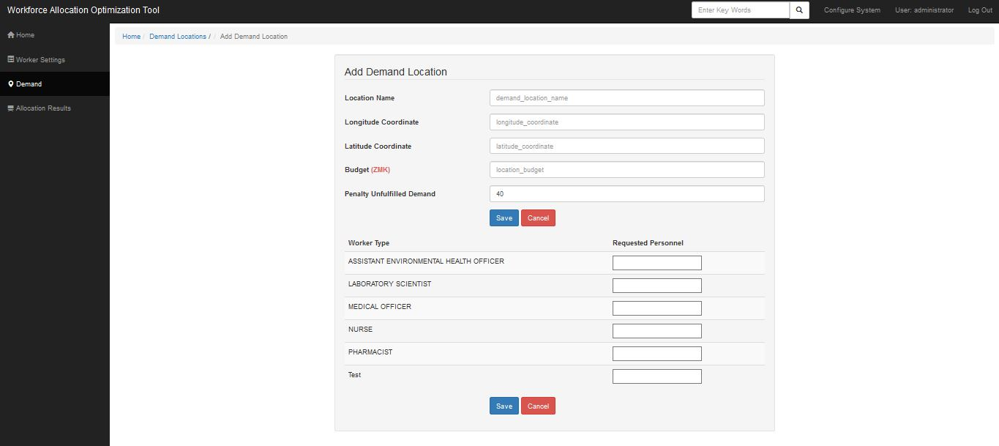 Workforce Allocation Optimization Tool
Enter Key Words
Configure System
User: administrator
Log Out
Home
Worker Settings
Demand
Allocation Results
Home / Demand Locations / / Add Demand Location
Add Demand Location
Location Name
demand_location_name
Longitude Coordinate
longitude_coordinate
Latitude Coordinate
latitude_coordinate
Budget (ZMK)
location_budget
Penalty Unfulfilled Demand
40
Save Cancel
Worker Type Requested Personnel
ASSISTANT ENVIRONMENTAL HEALTH OFFICER
LABORATORY SCIENTIST
MEDICAL OFFICER
NURSE
PHARMACIST
Test
Save Cancel